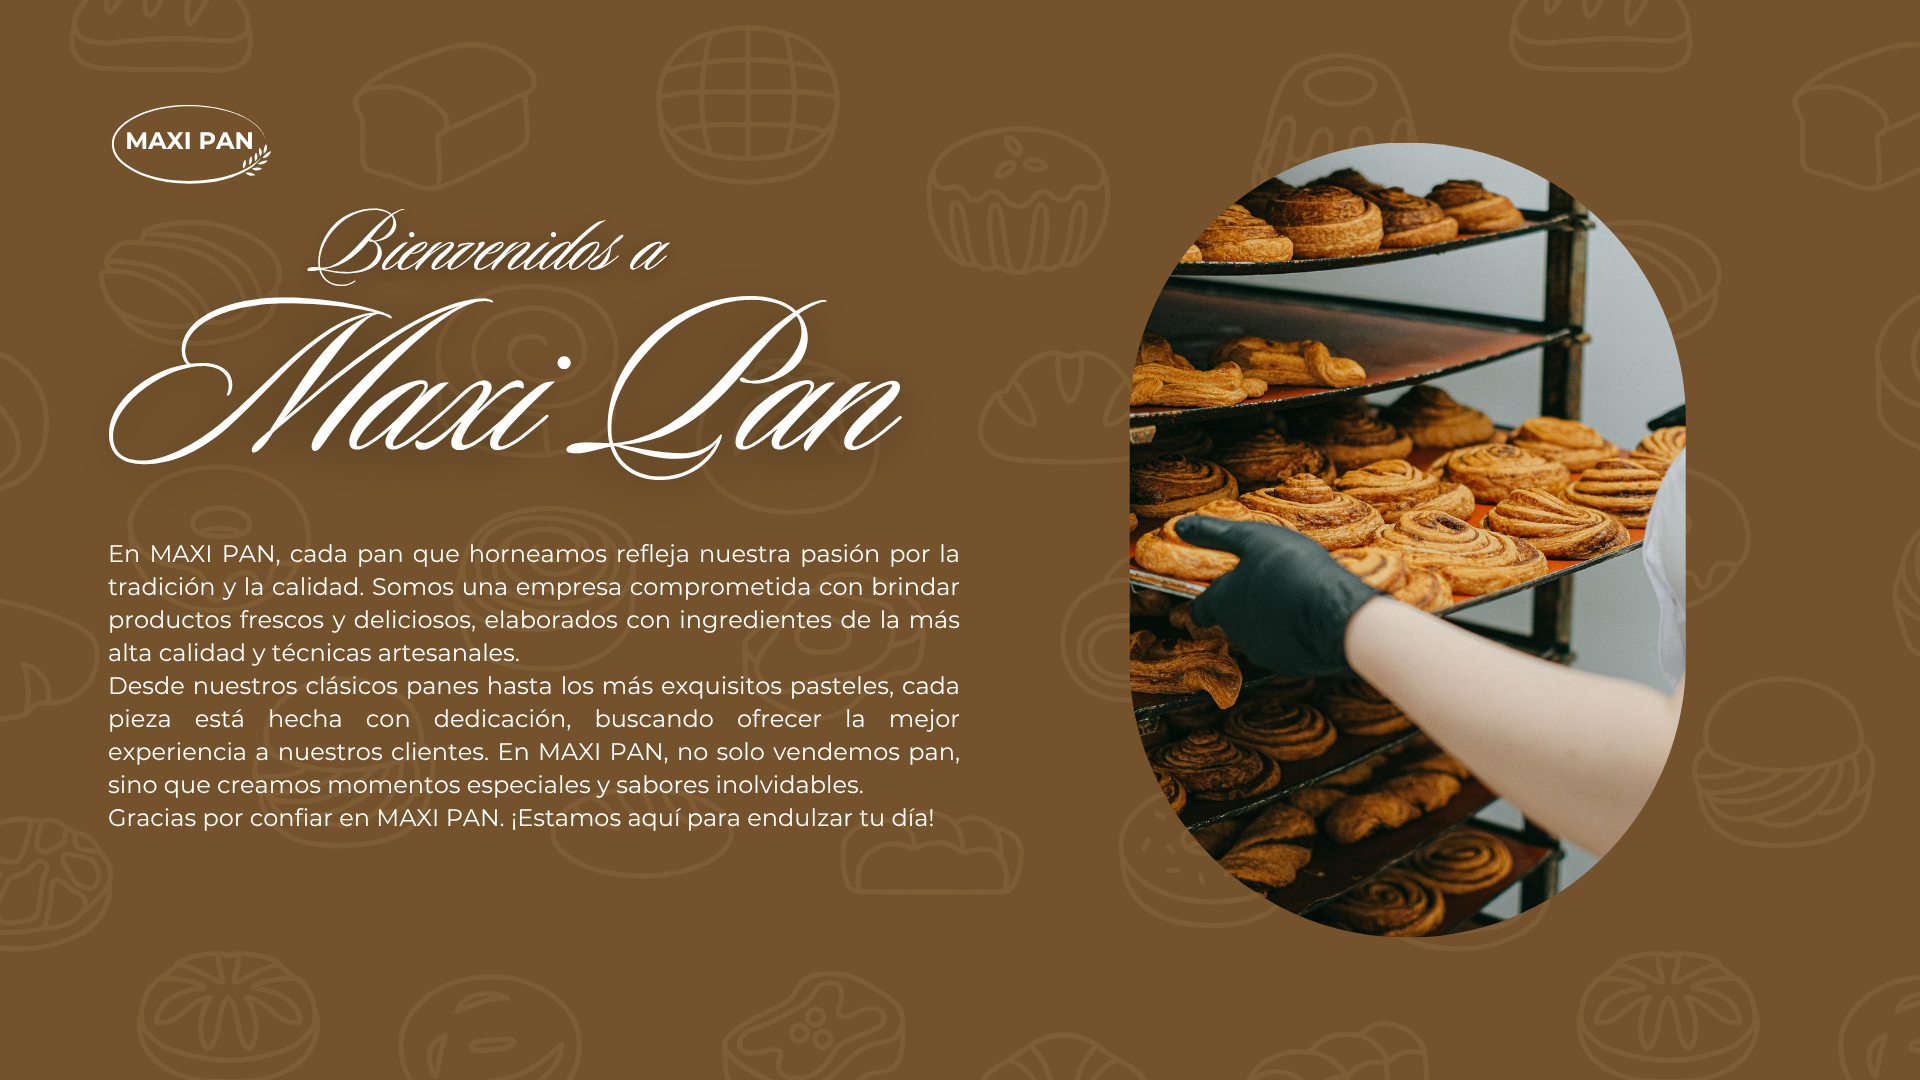 MAXI PAN
Bienvenidos a
Maxi Pan
En MAXI PAN, cada pan que horneamos refleja nuestra pasión por la
tradición y la calidad. Somos una empresa comprometida con brindar
productos frescos y deliciosos, elaborados con ingredientes de la más
alta calidad y técnicas artesanales.
Desde nuestros clásicos panes hasta los más exquisitos pasteles, cada
pieza está hecha con dedicación, buscando ofrecer la mejor
experiencia a nuestros clientes. En MAXI PAN, no solo vendemos pan,
sino que creamos momentos especiales y sabores inolvidables.
Gracias por confiar en MAXI PAN. ¡Estamos aquí para endulzar tu día!